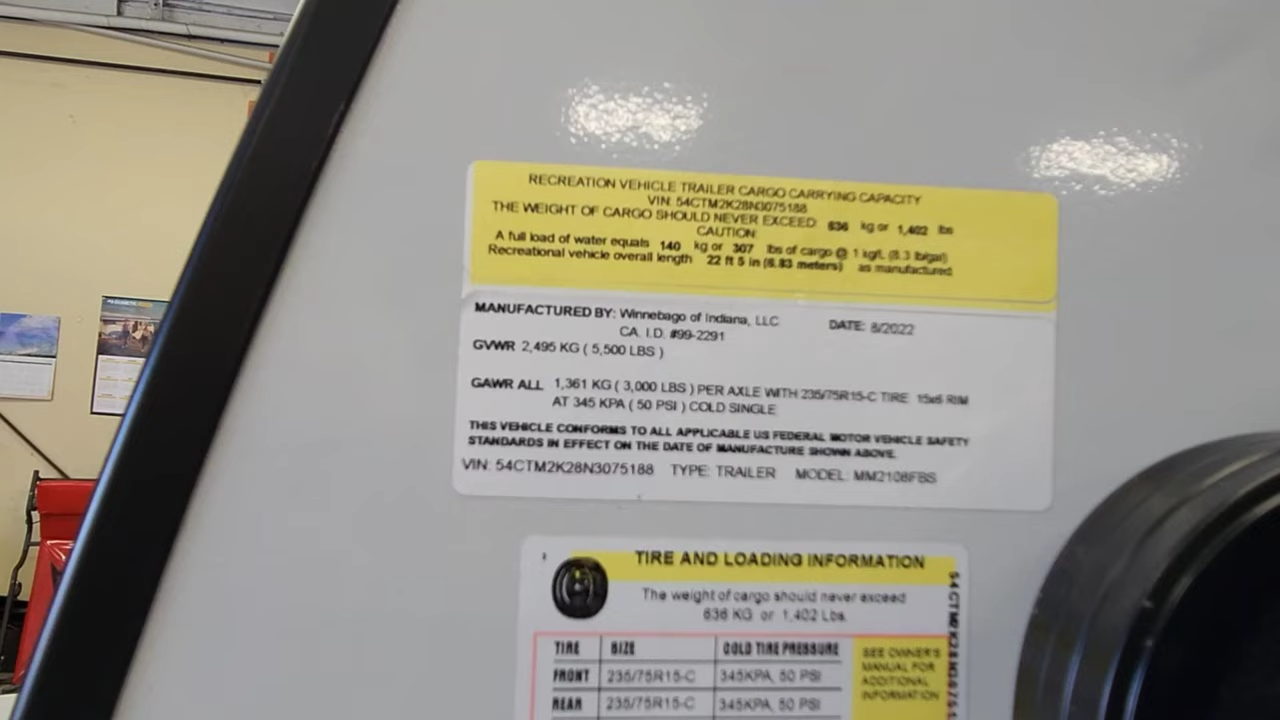 RECREATION VEHICLE TRAILER CARGO CARRYING CAPACITY
VIN: 54CTM2K28N3075188
THE WEIGHT OF CARGO SHOULD NEVER EXCEED: 636 kg or 1,402 lbs
CAUTION:
A full load of water equals 140 kg or 307 lbs of cargo @ 1 kg/L (8.3 lb/gal)
Recreational vehicle overall length 22 ft 5 in (6.83 meters) as manufactured
MANUFACTURED BY: Winnebago of Indiana, LLC DATE: 8/2022
CA. I.D. #99-2291
GVWR 2,495 KG ( 5,500 LBS )
GAWR ALL 1,361 KG ( 3,000 LBS ) PER AXLE WITH 235/75R15-C TIRE 15x6 RIM
AT 345 KPA ( 50 PSI ) COLD SINGLE
THIS VEHICLE CONFORMS TO ALL APPLICABLE US FEDERAL MOTOR VEHICLE SAFETY
STANDARDS IN EFFECT ON THE DATE OF MANUFACTURE SHOWN ABOVE.
VIN: 54CTM2K28N3075188 TYPE: TRAILER MODEL: MM2108FBS
TIRE AND LOADING INFORMATION
The weight of cargo should never exceed
636 KG or 1,402 Lbs.
TIRE SIZE COLD TIRE PRESSURE
FRONT 235/75R15-C 345KPA, 50 PSI
REAR 235/75R15-C 345KPA, 50 PSI
SEE OWNER'S
MANUAL FOR
ADDITIONAL
INFORMATION